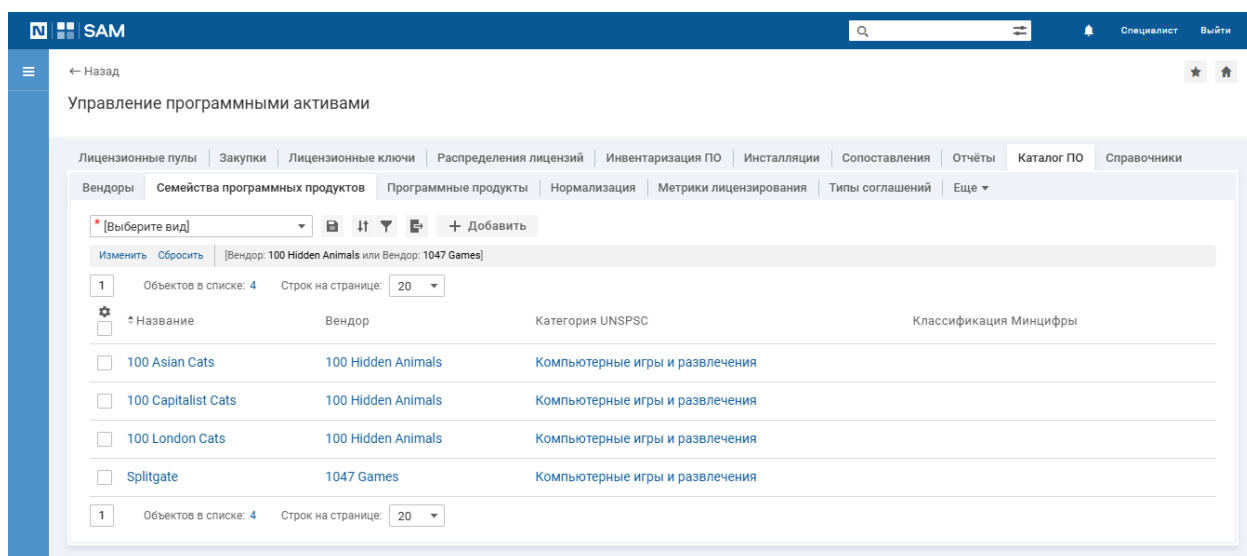 N SAM Специалист Выйти
← Назад
Управление программными активами
Лицензионные пулы Закупки Лицензионные ключи Распределения лицензий Инвентаризация ПО Инсталляции Сопоставления Отчёты Каталог ПО Справочники
Вендоры Семейства программных продуктов Программные продукты Нормализация Метрики лицензирования Типы соглашений Еще
* [Выберите вид] + Добавить
Изменить Сбросить [Вендор: 100 Hidden Animals или Вендор: 1047 Games]
1 Объектов в списке: 4 Строк на странице: 20
Название Вендор Категория UNSPSC Классификация Минцифры
100 Asian Cats 100 Hidden Animals Компьютерные игры и развлечения
100 Capitalist Cats 100 Hidden Animals Компьютерные игры и развлечения
100 London Cats 100 Hidden Animals Компьютерные игры и развлечения
Splitgate 1047 Games Компьютерные игры и развлечения
1 Объектов в списке: 4 Строк на странице: 20